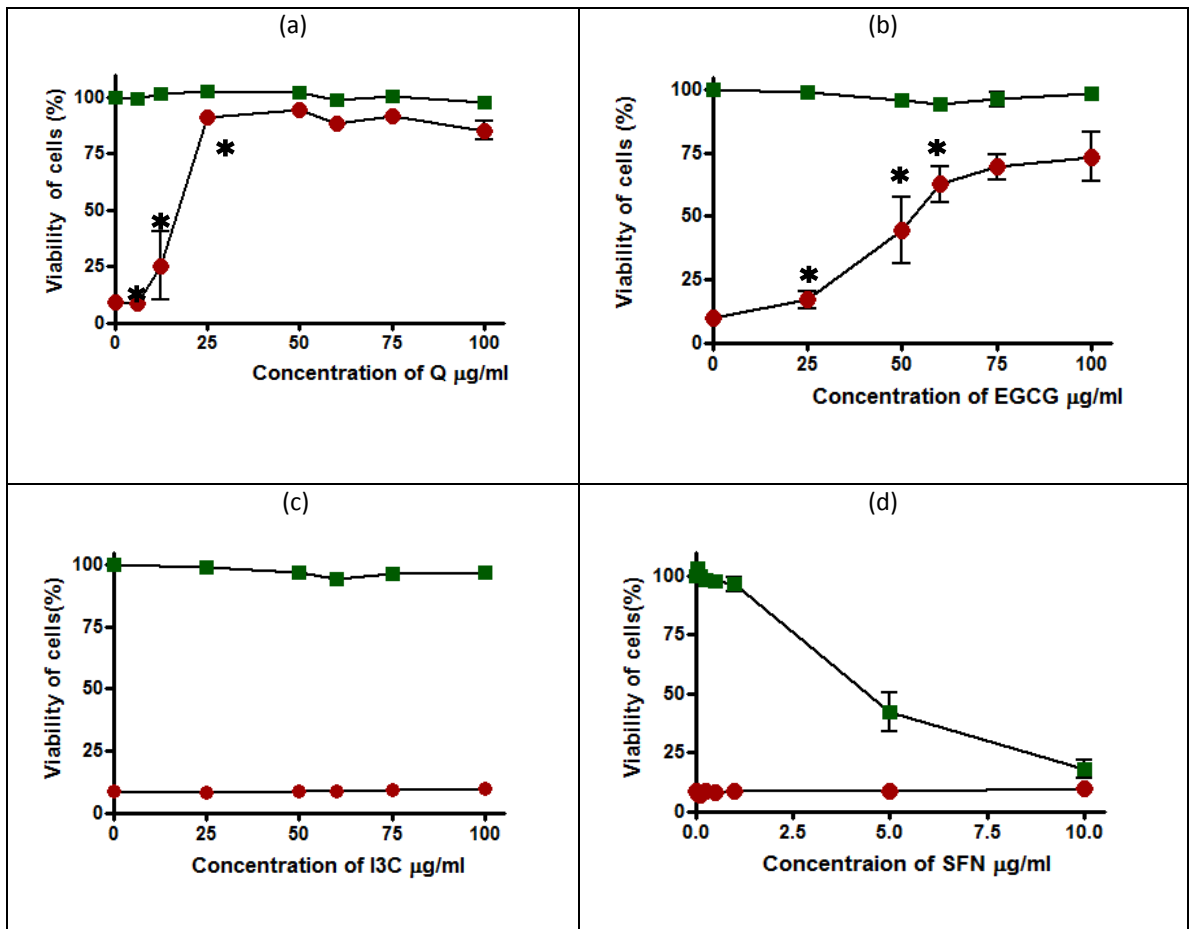 (a)
Viability of cells (%)
100
75
50
25
0
*
*
*
0 25 50 75 100
Concentration of Q μg/ml
(b)
Viability of cells (%)
100
75
50
25
0
*
*
*
0 25 50 75 100
Concentration of EGCG μg/ml
(c)
Viability of cells(%)
100
75
50
25
0
0 25 50 75 100
Concentration of I3C μg/ml
(d)
Viability of cells(%)
100
75
50
25
0
0.0 2.5 5.0 7.5 10.0
Concentraion of SFN μg/ml